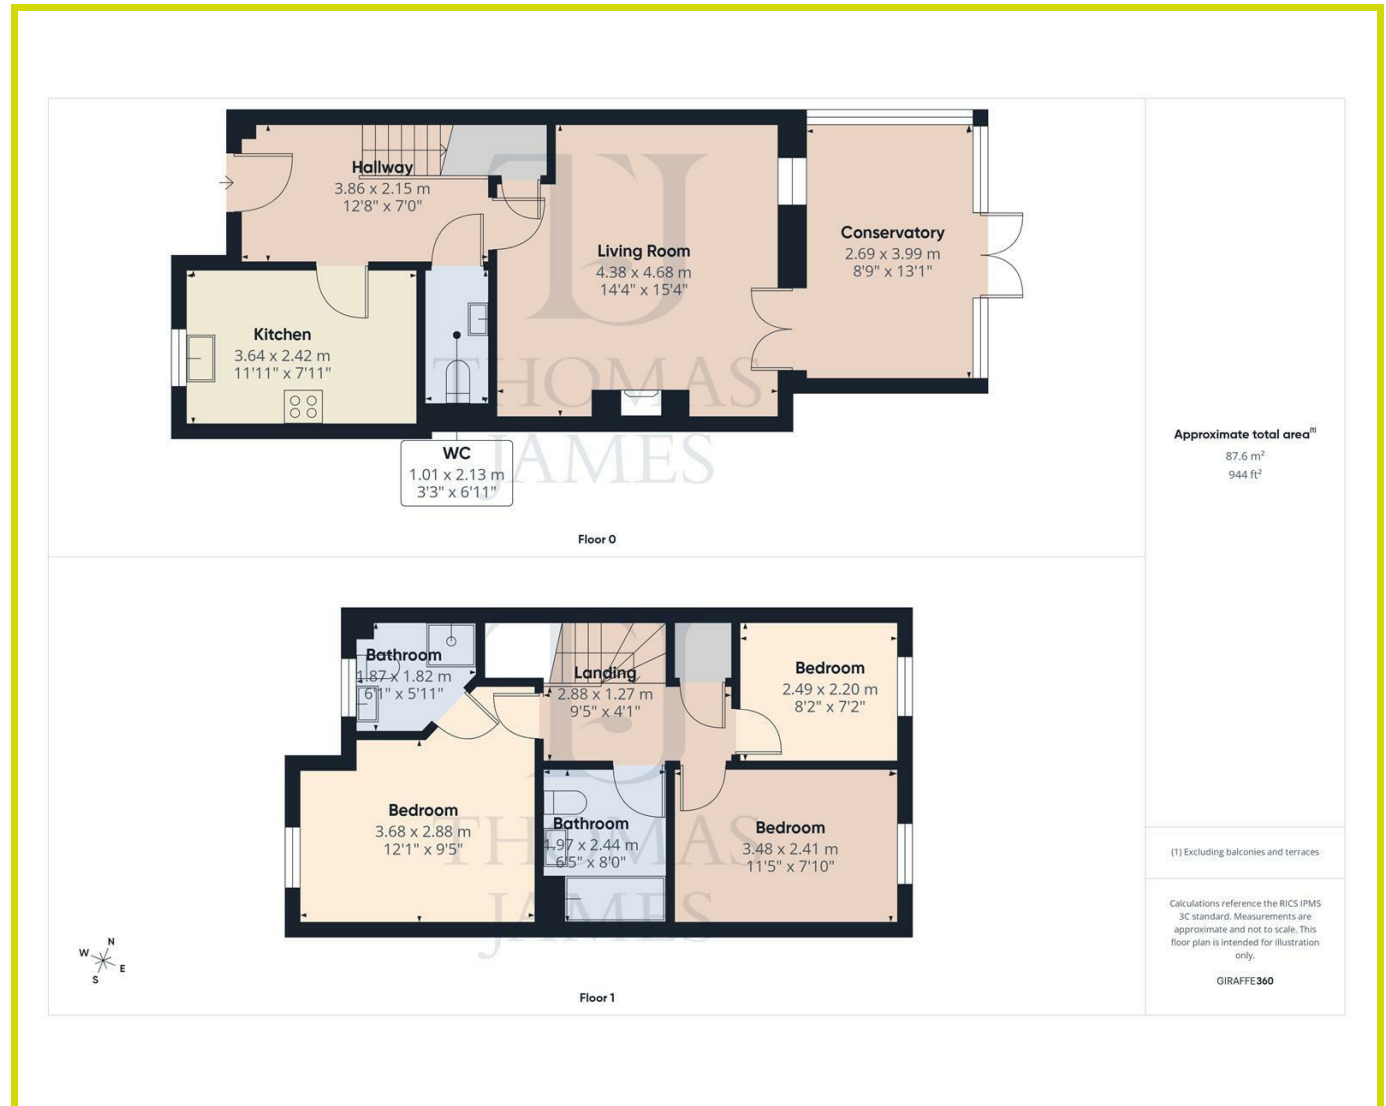 Hallway
3.86 x 2.15 m
12'8" x 7'0"
Living Room
4.38 x 4.68 m
14'4" x 15'4"
Conservatory
2.69 x 3.99 m
8'9" x 13'1"
Kitchen
3.64 x 2.42 m
11'11" x 7'11"
WC
1.01 x 2.13 m
3'3" x 6'11"
THOMAS
JAMES
Floor 0
Approximate total area(1)
87.6 m²
944 ft²
Bathroom
1.87 x 1.82 m
6'1" x 5'11"
Landing
2.88 x 1.27 m
9'5" x 4'1"
Bedroom
2.49 x 2.20 m
8'2" x 7'2"
Bedroom
3.68 x 2.88 m
12'1" x 9'5"
Bathroom
1.97 x 2.44 m
6'5" x 8'0"
Bedroom
3.48 x 2.41 m
11'5" x 7'10"
THOMAS
JAMES
N
W
E
S
Floor 1
(1) Excluding balconies and terraces
Calculations reference the RICS IPMS
3C standard. Measurements are
approximate and not to scale. This
floor plan is intended for illustration
only.
GIRAFFE360